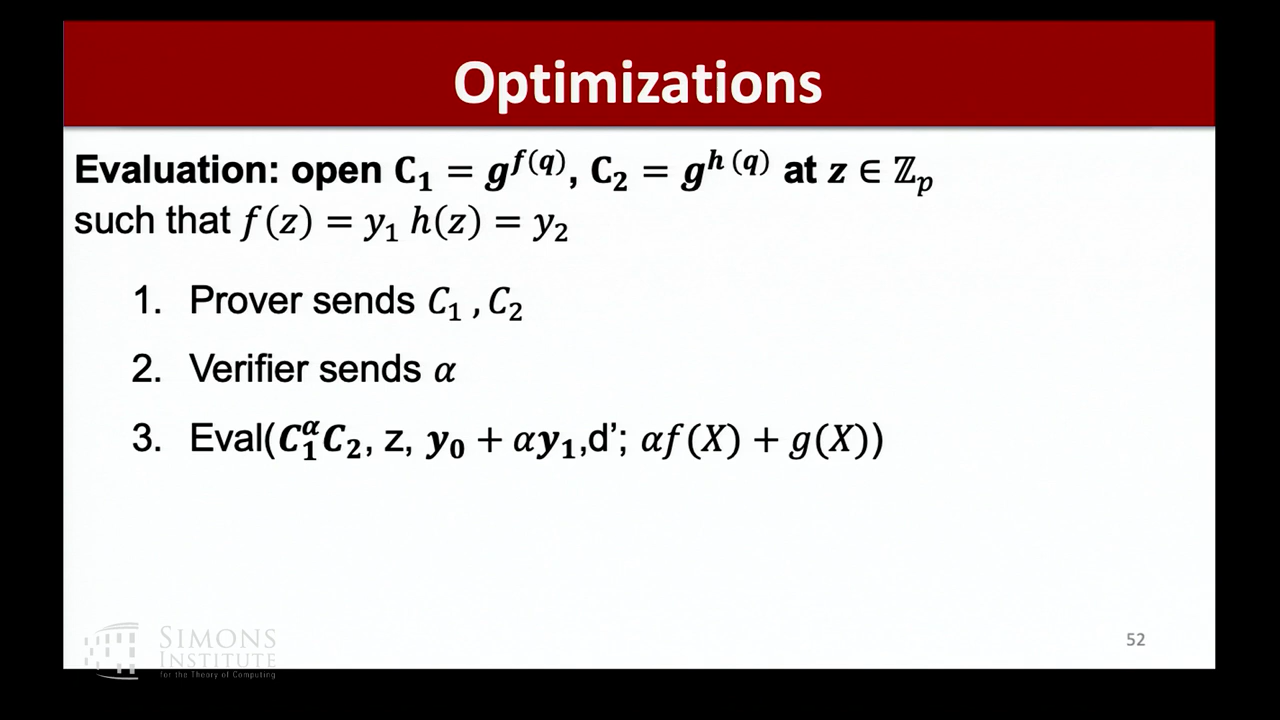 Optimizations
Evaluation: open C₁ = g^{f(q)}, C₂ = g^{h (q)} at z ∈ ℤₚ
such that f(z) = y₁ h(z) = y₂
1. Prover sends C₁ , C₂
2. Verifier sends α
3. Eval(C₁^α C₂, z, y₀ + αy₁,d’; αf(X) + g(X))
SIMONS
INSTITUTE
for the Theory of Computing
52